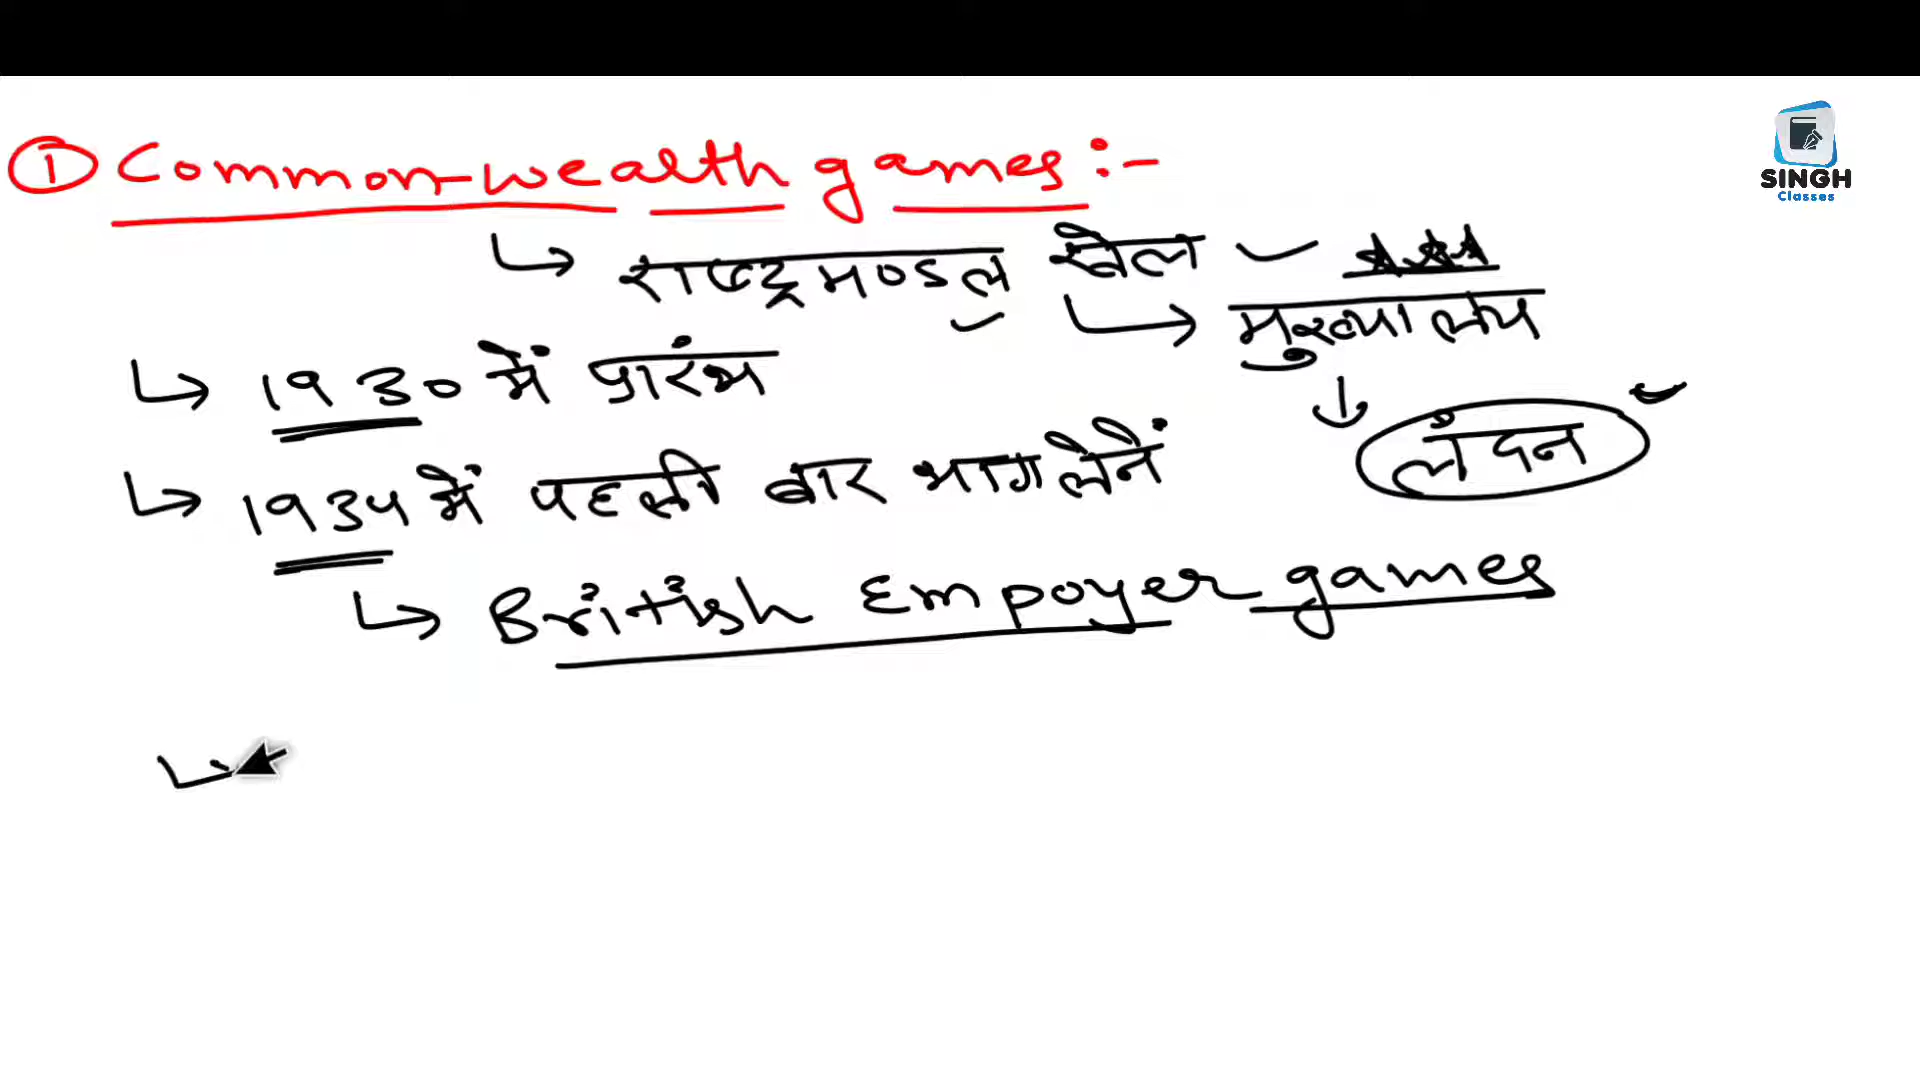 ① Common-wealth games:-
SINGH
Classes
↳ राष्ट्रमण्डल खेल ✓ ★★★
↳ मुख्यालय
↳ 1930 में प्रारंभ
↓ लंदन
↳ 1934 में पहली बार भाग लेनें
↳ British Empoyer games